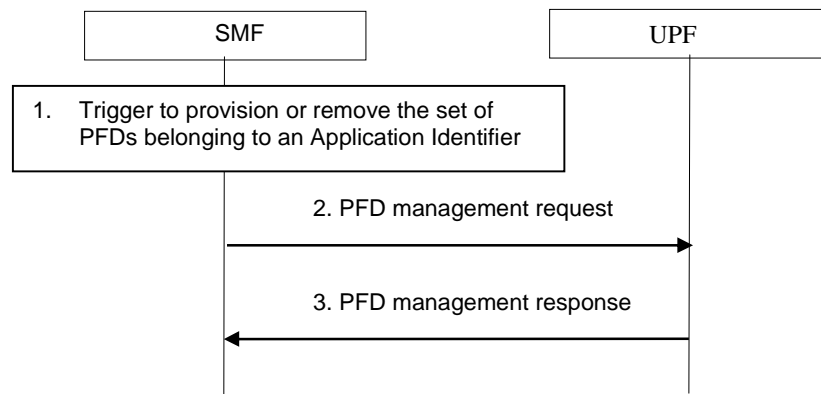 SMF
UPF
1. Trigger to provision or remove the set of
PFDs belonging to an Application Identifier
2. PFD management request
3. PFD management response